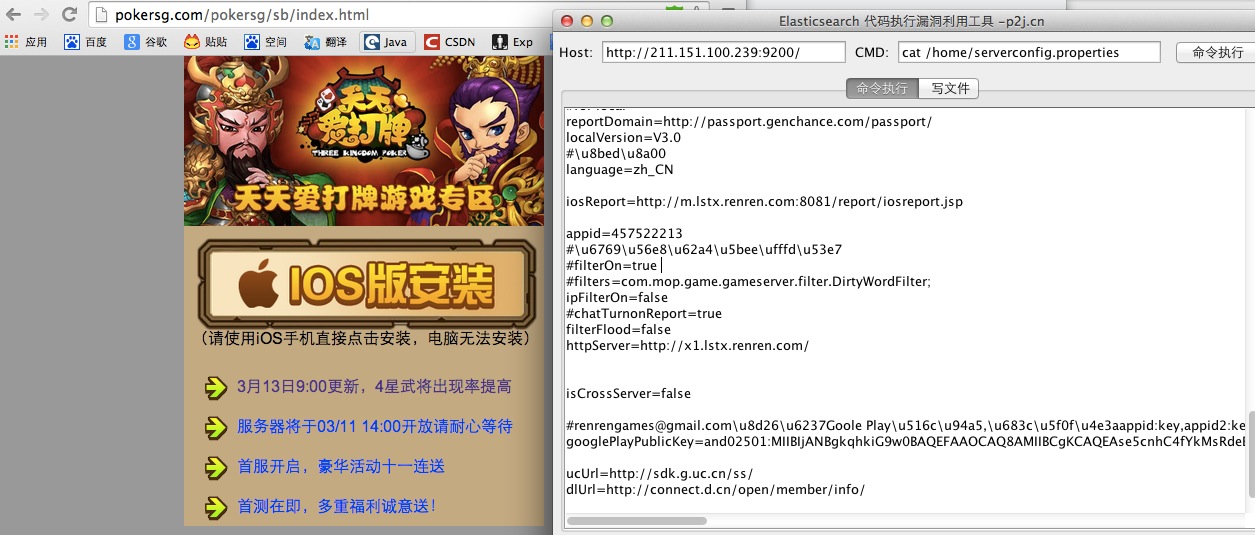 pokersg.com/pokersg/sb/index.html
应用
百度
谷歌
贴贴
空间
翻译
Java
CSDN
Exp
天天爱打牌
THREE KINGDOM POKER
天天爱打牌游戏专区
iOS版安装
（请使用iOS手机直接点击安装，电脑无法安装）
3月13日9:00更新，4星武将出现率提高
服务器将于03/11 14:00开放请耐心等待
首服开启，豪华活动十一连送
首测在即，多重福利诚意送！
Elasticsearch 代码执行漏洞利用工具 -p2j.cn
Host: http://211.151.100.239:9200/ CMD: cat /home/serverconfig.properties 命令执行
命令执行 写文件
reportDomain=http://passport.genchance.com/passport/
localVersion=V3.0
#\u8bed\u8a00
language=zh_CN
iosReport=http://m.lstx.renren.com:8081/report/iosreport.jsp
appid=457522213
#\u6769\u56e8\u62a4\u5bee\ufffd\u53e7
#filterOn=true
#filters=com.mop.game.gameserver.filter.DirtyWordFilter;
ipFilterOn=false
#chatTurnonReport=true
filterFlood=false
httpServer=http://x1.lstx.renren.com/
isCrossServer=false
#renrengames@gmail.com\u8d26\u6237Goole Play\u516c\u94a5,\u683c\u5f0f\u4e3aappid:key,appid2:ke
googlePlayPublicKey=and02501:MIIBIjANBgkqhkiG9w0BAQEFAAOCAQ8AMIIBCgKCAQEAse5cnhC4fYkMsRdeE
ucUrl=http://sdk.g.uc.cn/ss/
dlUrl=http://connect.d.cn/open/member/info/